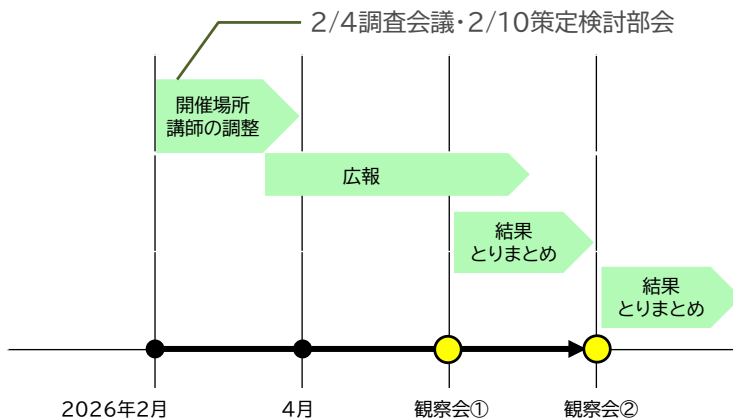 2/4調査会議・2/10策定検討部会
開催場所
講師の調整
広報
結果
とりまとめ
結果
とりまとめ
2026年2月
4月
観察会①
観察会②